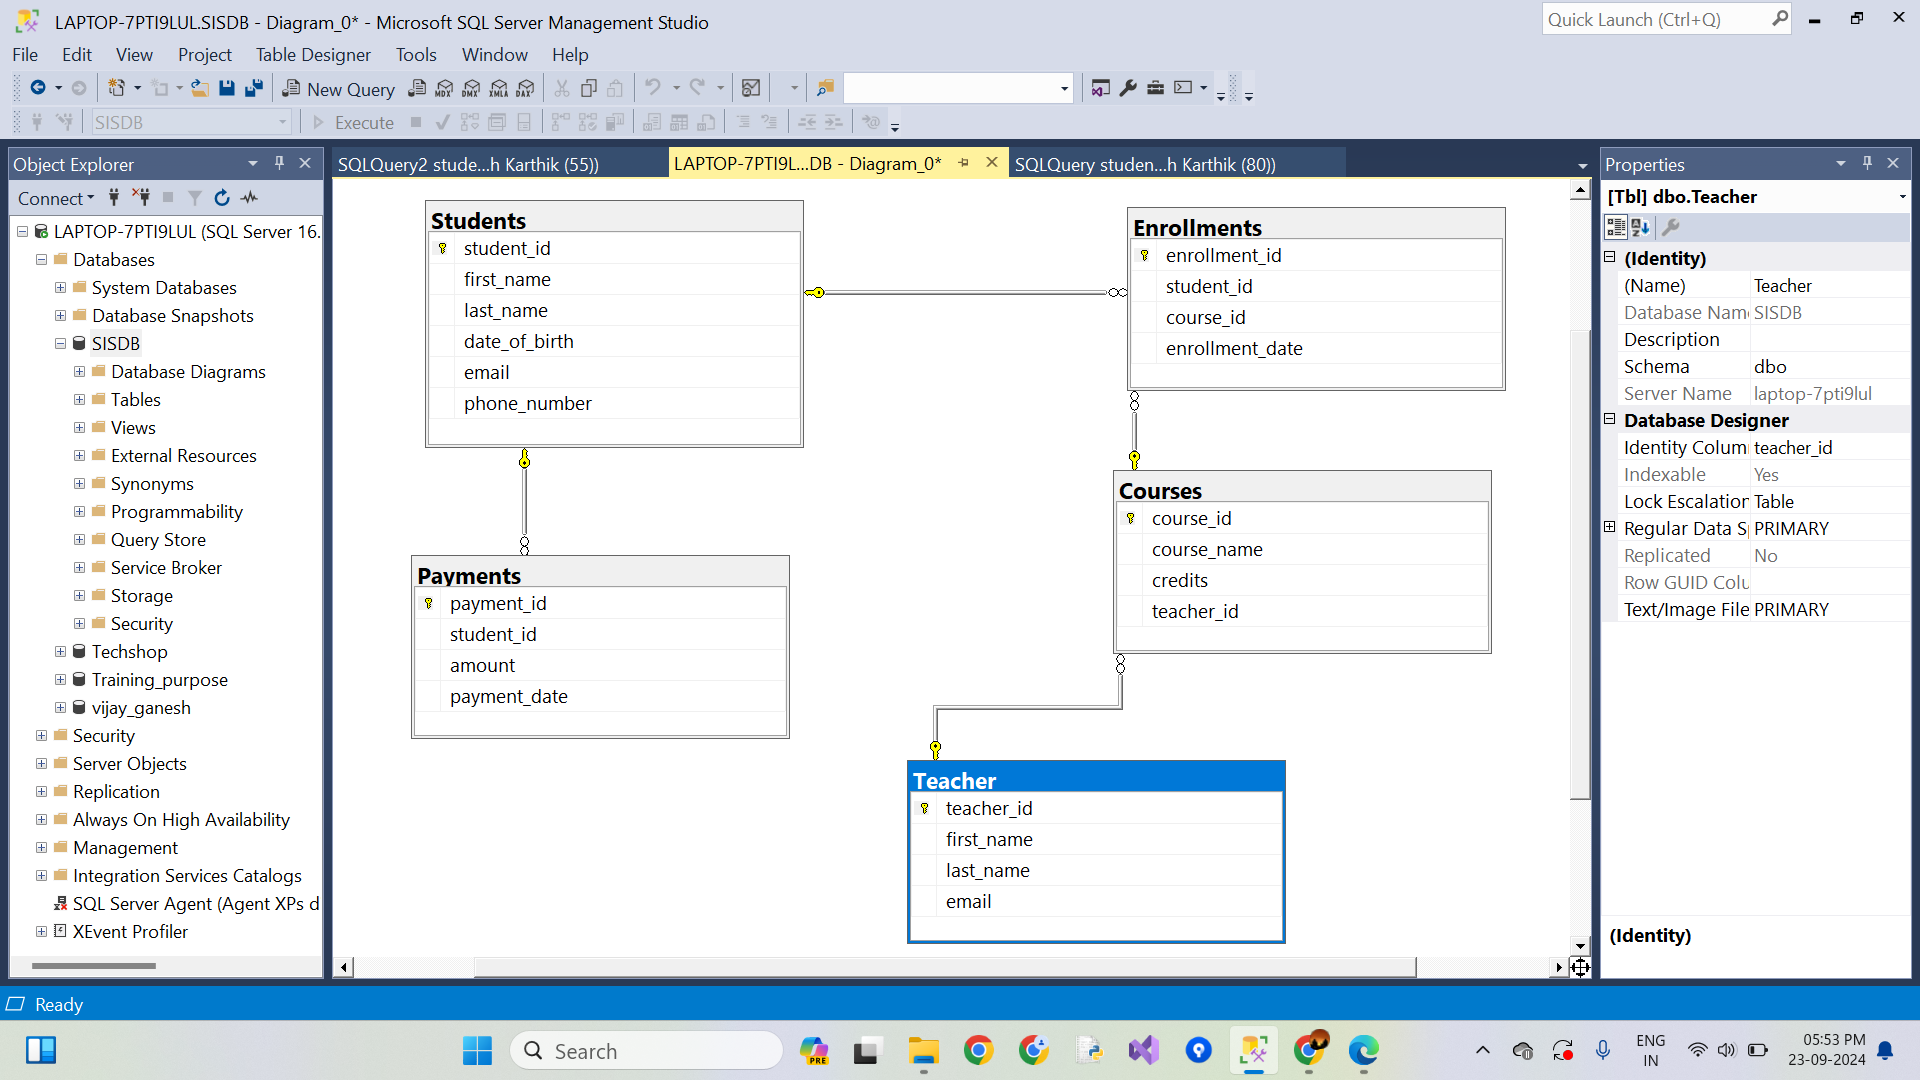 LAPTOP-7PTI9LUL.SISDB - Diagram_0* - Microsoft SQL Server Management Studio
Quick Launch (Ctrl+Q)
File Edit View Project Table Designer Tools Window Help
New Query MDX DMX XMLA DAX
SISDB Execute
Object Explorer
Connect
LAPTOP-7PTI9LUL (SQL Server 16.
Databases
System Databases
Database Snapshots
SISDB
Database Diagrams
Tables
Views
External Resources
Synonyms
Programmability
Query Store
Service Broker
Storage
Security
Techshop
Training_purpose
vijay_ganesh
Security
Server Objects
Replication
Always On High Availability
Management
Integration Services Catalogs
SQL Server Agent (Agent XPs d
XEvent Profiler
SQLQuery2 stude...h Karthik (55))
LAPTOP-7PTI9L...DB - Diagram_0*
SQLQuery studen...h Karthik (80))
Students
student_id
first_name
last_name
date_of_birth
email
phone_number
Enrollments
enrollment_id
student_id
course_id
enrollment_date
Courses
course_id
course_name
credits
teacher_id
Payments
payment_id
student_id
amount
payment_date
Teacher
teacher_id
first_name
last_name
email
Properties
[Tbl] dbo.Teacher
(Identity)
(Name) Teacher
Database Nam SISDB
Description
Schema dbo
Server Name laptop-7pti9lul
Database Designer
Identity Colum teacher_id
Indexable Yes
Lock Escalation Table
Regular Data Sp PRIMARY
Replicated No
Row GUID Colu
Text/Image File PRIMARY
(Identity)
Ready
Search
PRE
ENG
IN
05:53 PM
23-09-2024